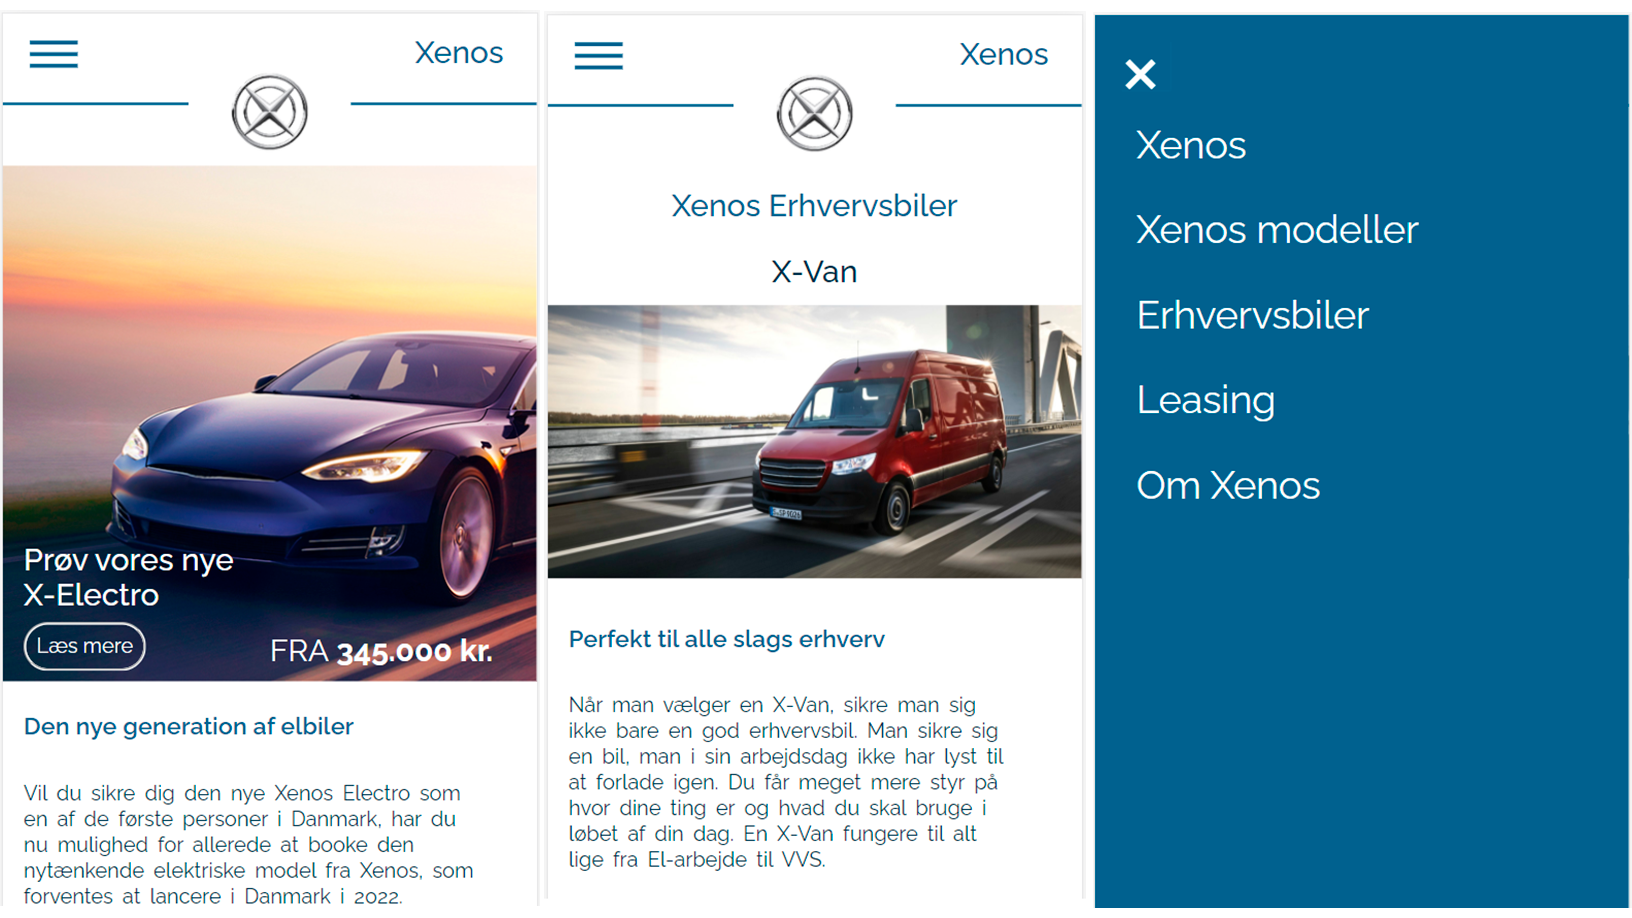 Xenos
Prøv vores nye
X-Electro
Læs mere
FRA 345.000 kr.
Den nye generation af elbiler
Vil du sikre dig den nye Xenos Electro som
en af de første personer i Danmark, har du
nu mulighed for allerede at booke den
nytænkende elektriske model fra Xenos, som
forventes at lancere i Danmark i 2022.
Xenos
Xenos Erhvervsbiler
X-Van
Perfekt til alle slags erhverv
Når man vælger en X-Van, sikre man sig
ikke bare en god erhvervsbil. Man sikre sig
en bil, man i sin arbejdsdag ikke har lyst til
at forlade igen. Du får meget mere styr på
hvor dine ting er og hvad du skal bruge i
løbet af din dag. En X-Van fungere til alt
lige fra El-arbejde til VVS.
Xenos
Xenos modeller
Erhvervsbiler
Leasing
Om Xenos